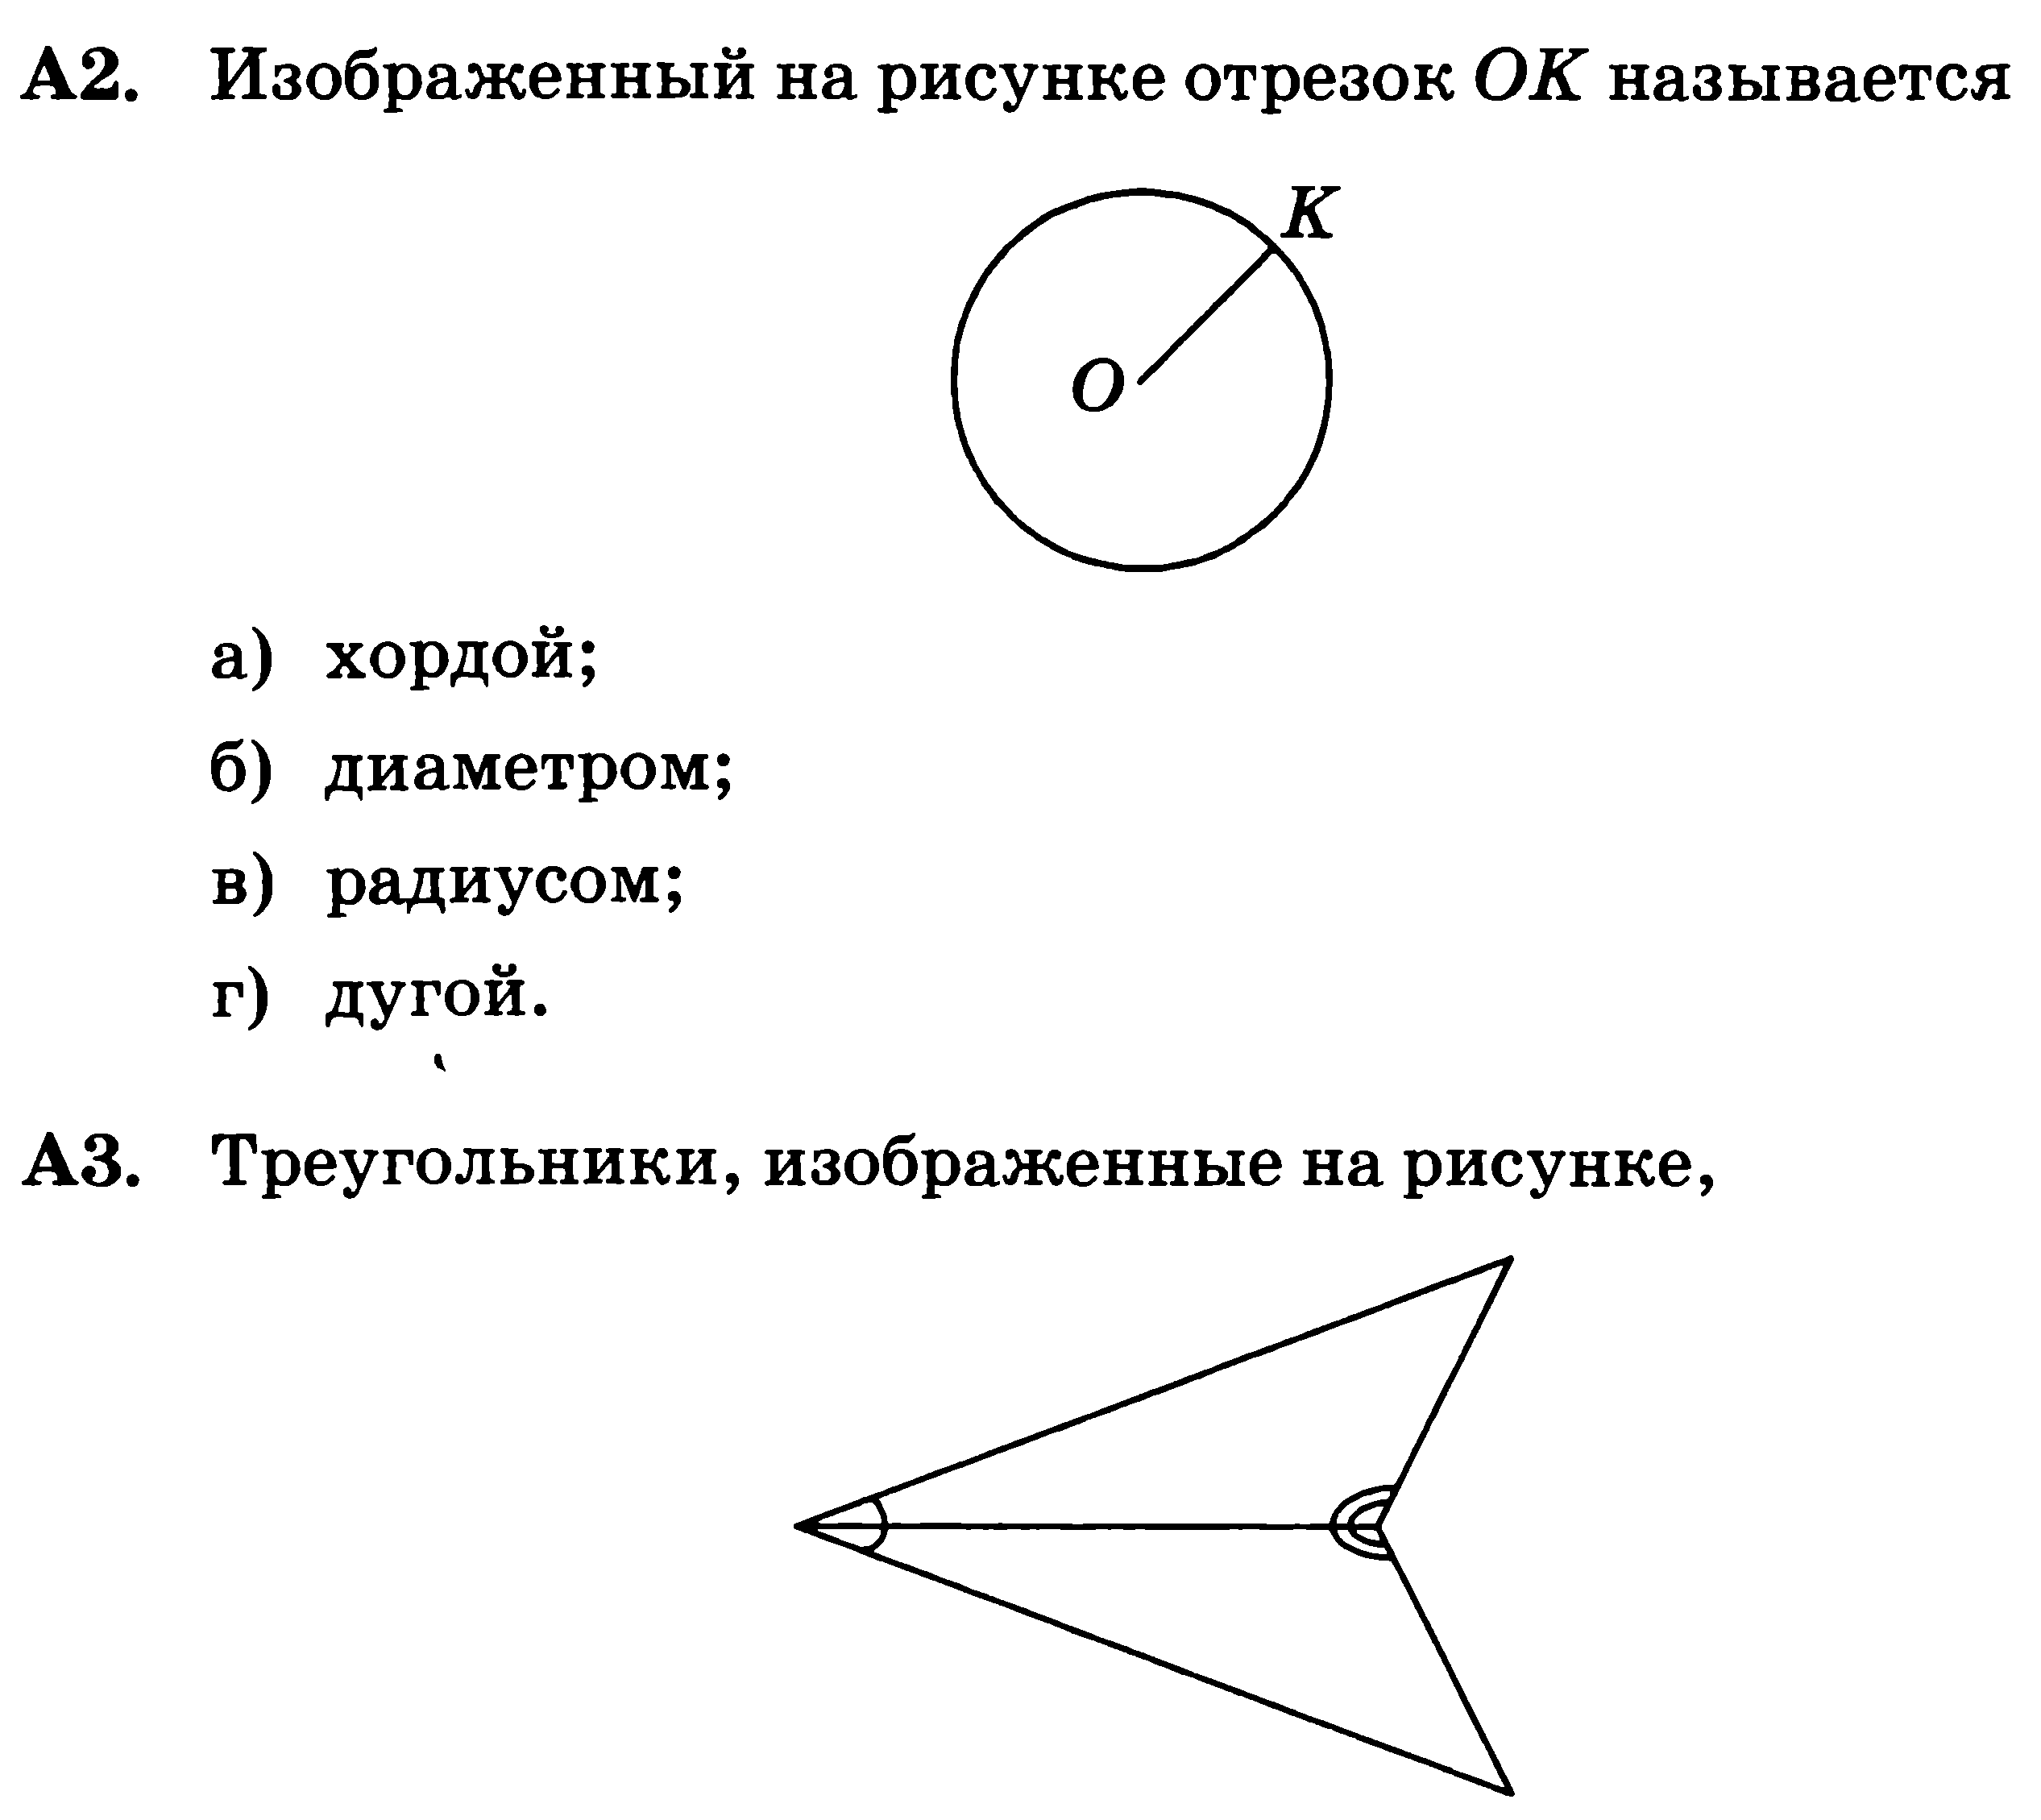 А2. Изображенный на рисунке отрезок OK называется
K
O
а) хордой;
б) диаметром;
в) радиусом;
г) дугой.
А3. Треугольники, изображенные на рисунке,